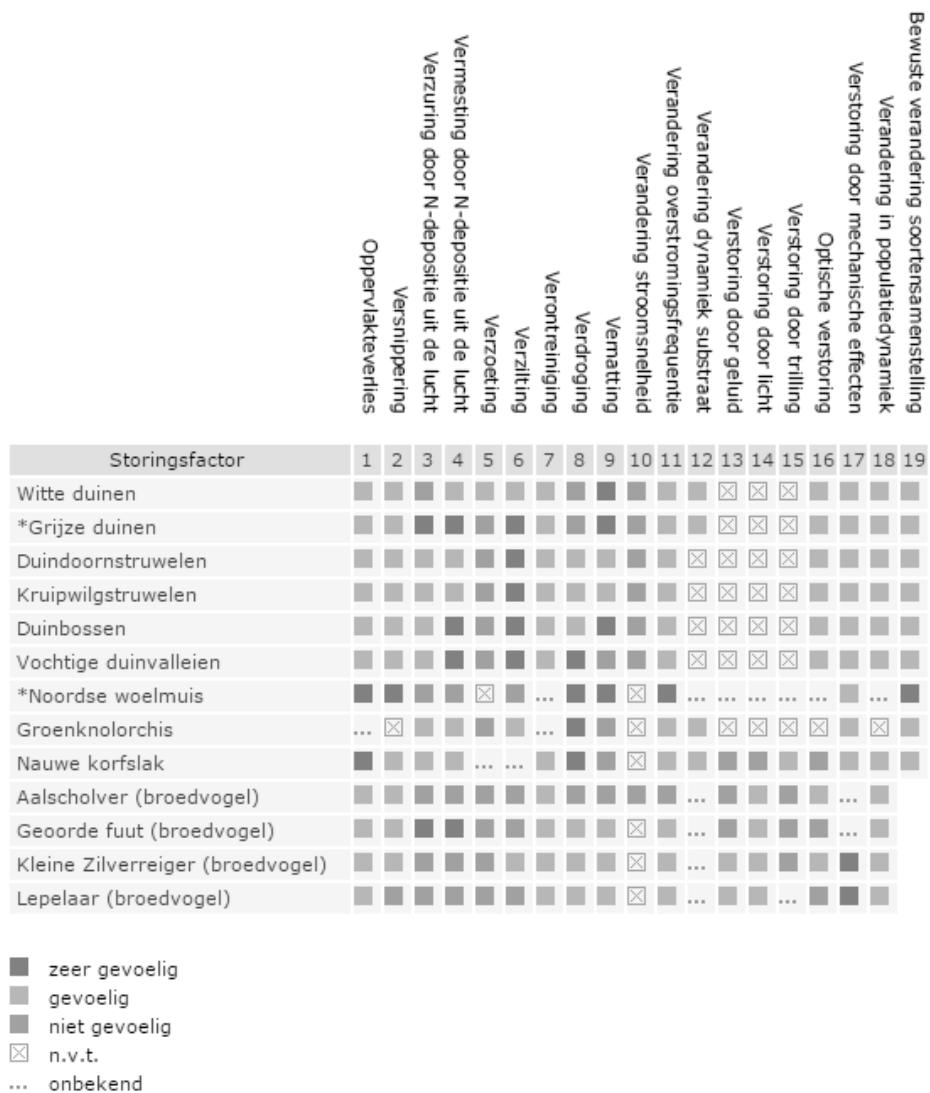 Oppervlakteverlies
Versnippering
Verzuring door N-depositie uit de lucht
Vermesting door N-depositie uit de lucht
Verzoeting
Verzilting
Verontreiniging
Verdroging
Vernatting
Verandering stroomsnelheid
Verandering overstromingsfrequentie
Verandering dynamiek substraat
Verstoring door geluid
Verstoring door licht
Verstoring door trilling
Optische verstoring
Verstoring door mechanische effecten
Verandering in populatiedynamiek
Bewuste verandering soortensamenstelling
Storingsfactor 1 2 3 4 5 6 7 8 9 10 11 12 13 14 15 16 17 18 19
Witte duinen
*Grijze duinen
Duindoornstruwelen
Kruipwilgstruwelen
Duinbossen
Vochtige duinvalleien
*Noordse woelmuis ... ... ... ... ... ... ...
Groenknolorchis ... ...
Nauwe korfslak ... ...
Aalscholver (broedvogel) ... ...
Geoorde fuut (broedvogel) ... ...
Kleine Zilverreiger (broedvogel) ...
Lepelaar (broedvogel) ... ...
zeer gevoelig
gevoelig
niet gevoelig
n.v.t.
... onbekend